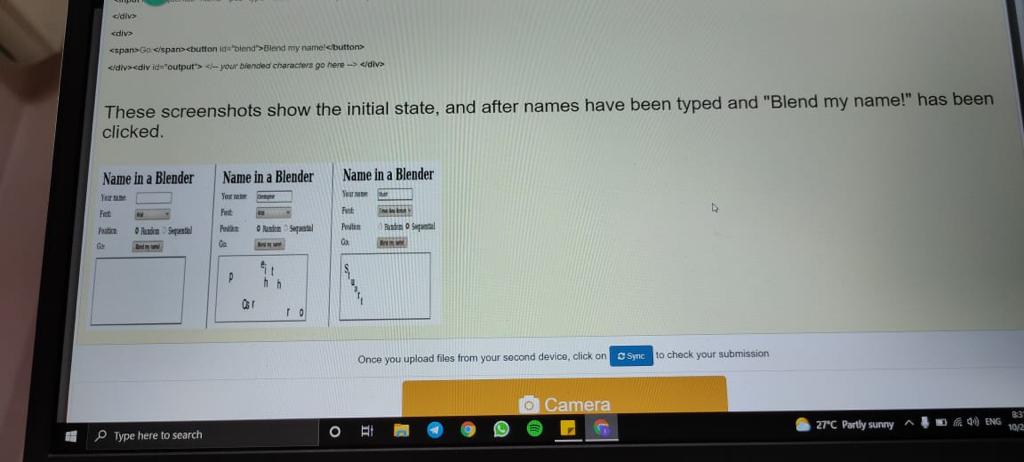 </div>
<div>
<span>Go:</span><button id="blend">Blend my name!</button>
</div><div id="output"> <!-- your blended characters go here --> </div>
These screenshots show the initial state, and after names have been typed and "Blend my name!" has been
clicked.
Name in a Blender
Your name
Font:
Position
Random Sequential
Go:
Blend my name!
Name in a Blender
Your name
Font:
Position
Random Sequential
Go:
Blend my name!
p e i t
h h
r
r o
Name in a Blender
Your name
Font:
Times New Roman
Position
Random Sequential
Go:
Blend my name!
S
t
u
a
r
t
Once you upload files from your second device, click on Sync to check your submission
Camera
Type here to search
27°C Partly sunny
ENG